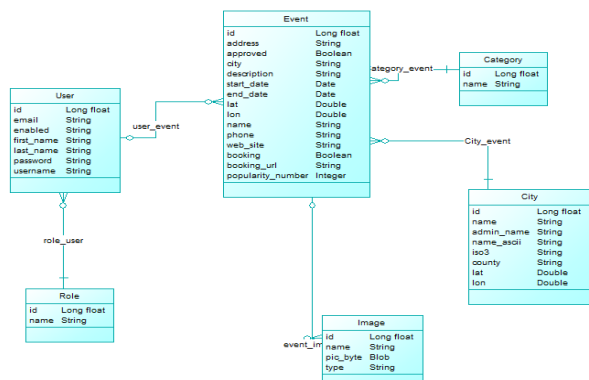 Event
id Long float
address String
approved Boolean
city String
description String
start_date Date
end_date Date
lat Double
lon Double
name String
phone String
web_site String
booking Boolean
booking_url String
popularity_number Integer
ategory_event
Category
id Long float
name String
User
id Long float
email String
enabled String
first_name String
last_name String
password String
username String
user_event
City_event
City
id Long float
name String
admin_name String
name_ascii String
iso3 String
county String
lat Double
lon Double
role_user
Role
id Long float
name String
event_im
Image
id Long float
name String
pic_byte Blob
type String